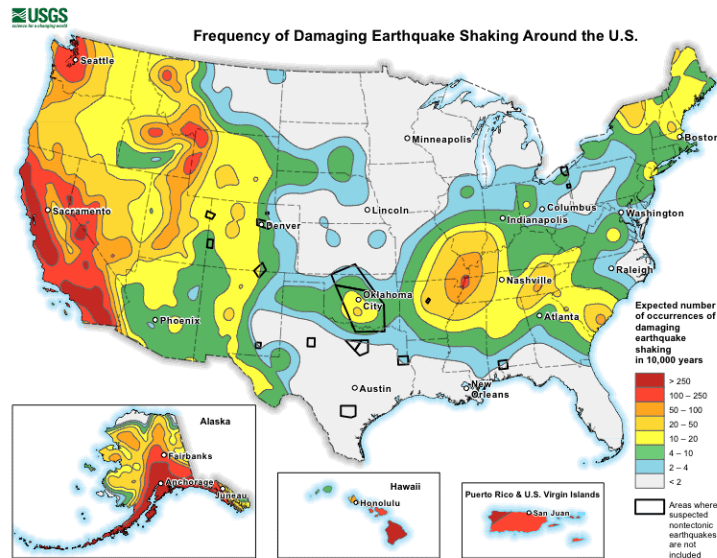 USGS
science for a changing world
Frequency of Damaging Earthquake Shaking Around the U.S.
Seattle
Minneapolis
Boston
Sacramento
Lincoln
Columbus
Indianapolis
Washington
Denver
Raleigh
Nashville
Oklahoma
City
Phoenix
Atlanta
Austin
New
Orleans
Expected number
of occurrences of
damaging
earthquake
shaking
in 10,000 years
> 250
100 – 250
50 – 100
20 – 50
10 – 20
4 – 10
2 – 4
< 2
Areas where
suspected
nontectonic
earthquakes
are not
included
Alaska
Fairbanks
Anchorage
Juneau
Hawaii
Honolulu
Puerto Rico & U.S. Virgin Islands
San Juan